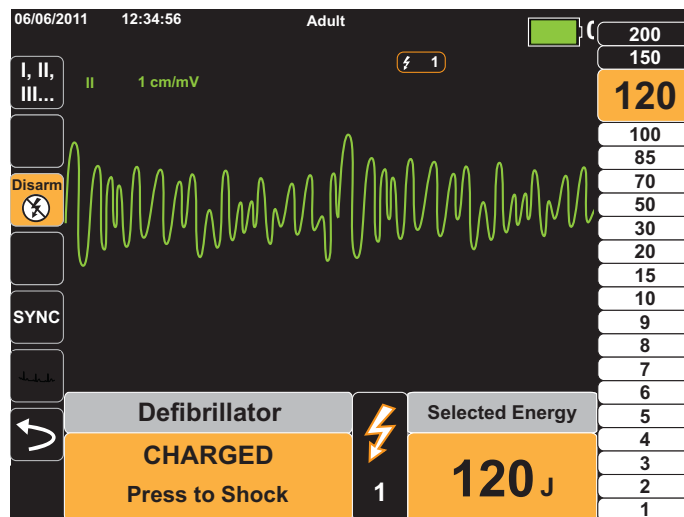 06/06/2011 12:34:56 Adult
1
I, II,
III...
II 1 cm/mV
Disarm
SYNC
Defibrillator
CHARGED
Press to Shock
1
Selected Energy
120 J
200
150
120
100
85
70
50
30
20
15
10
9
8
7
6
5
4
3
2
1